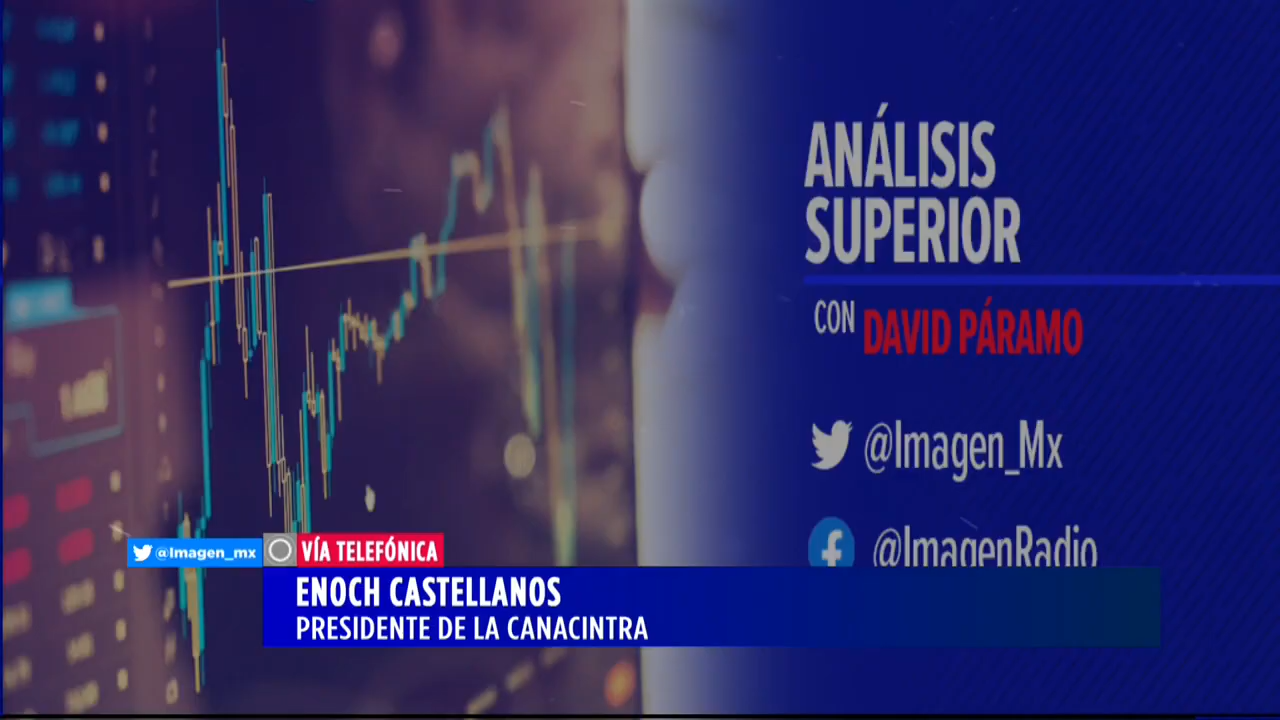 ANÁLISIS
SUPERIOR
CON DAVID PÁRAMO
@Imagen_Mx
@ImagenRadio
@Imagen_mx
VÍA TELEFÓNICA
ENOCH CASTELLANOS
PRESIDENTE DE LA CANACINTRA